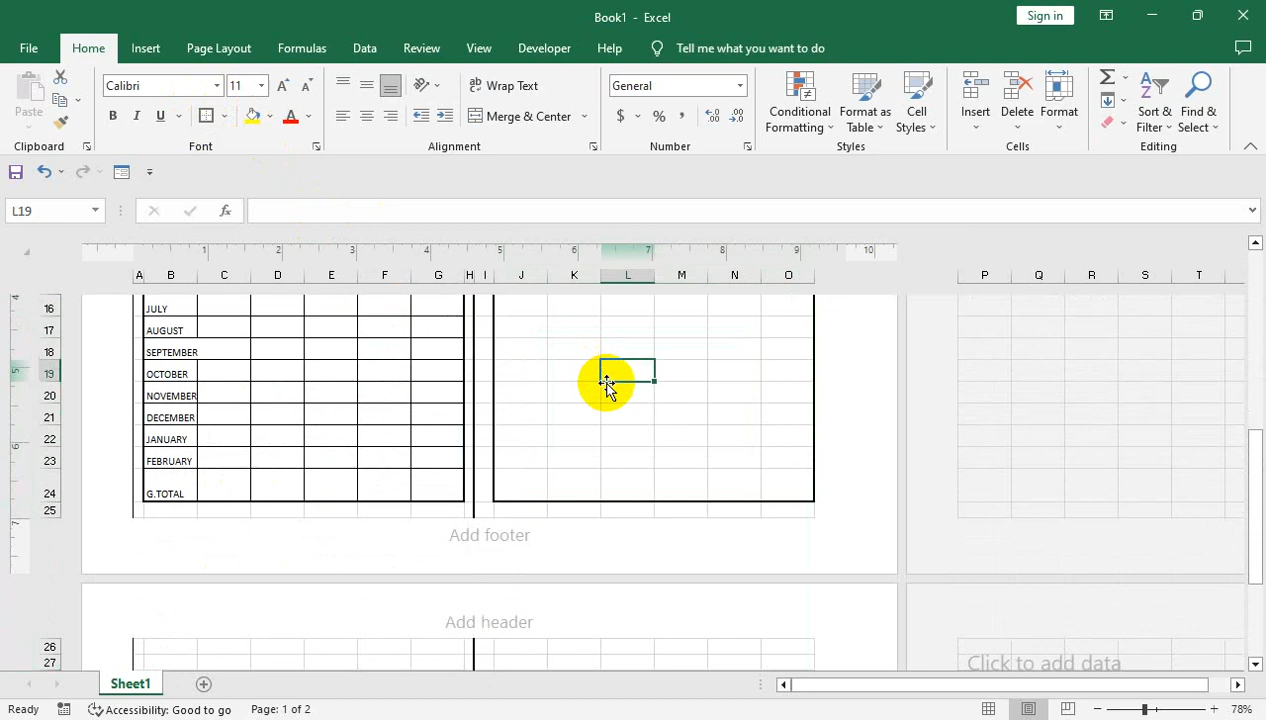 Book1 - Excel
Sign in
File Home Insert Page Layout Formulas Data Review View Developer Help Tell me what you want to do
Paste
Calibri 11
B I U A
Wrap Text
Merge & Center
General
$ % ,
Conditional Formatting
Format as Table
Cell Styles
Insert
Delete
Format
Sort & Filter
Find & Select
Clipboard Font Alignment Number Styles Cells Editing
L19 fx
1 2 3 4 5 6 7 8 9 10
A B C D E F G H I J K L M N O P Q R S T
16 JULY
17 AUGUST
18 SEPTEMBER
19 OCTOBER
20 NOVEMBER
21 DECEMBER
22 JANUARY
23 FEBRUARY
24 G.TOTAL
25
Add footer
Add header
26
27
Click to add data
Sheet1
Ready Accessibility: Good to go Page: 1 of 2 78%